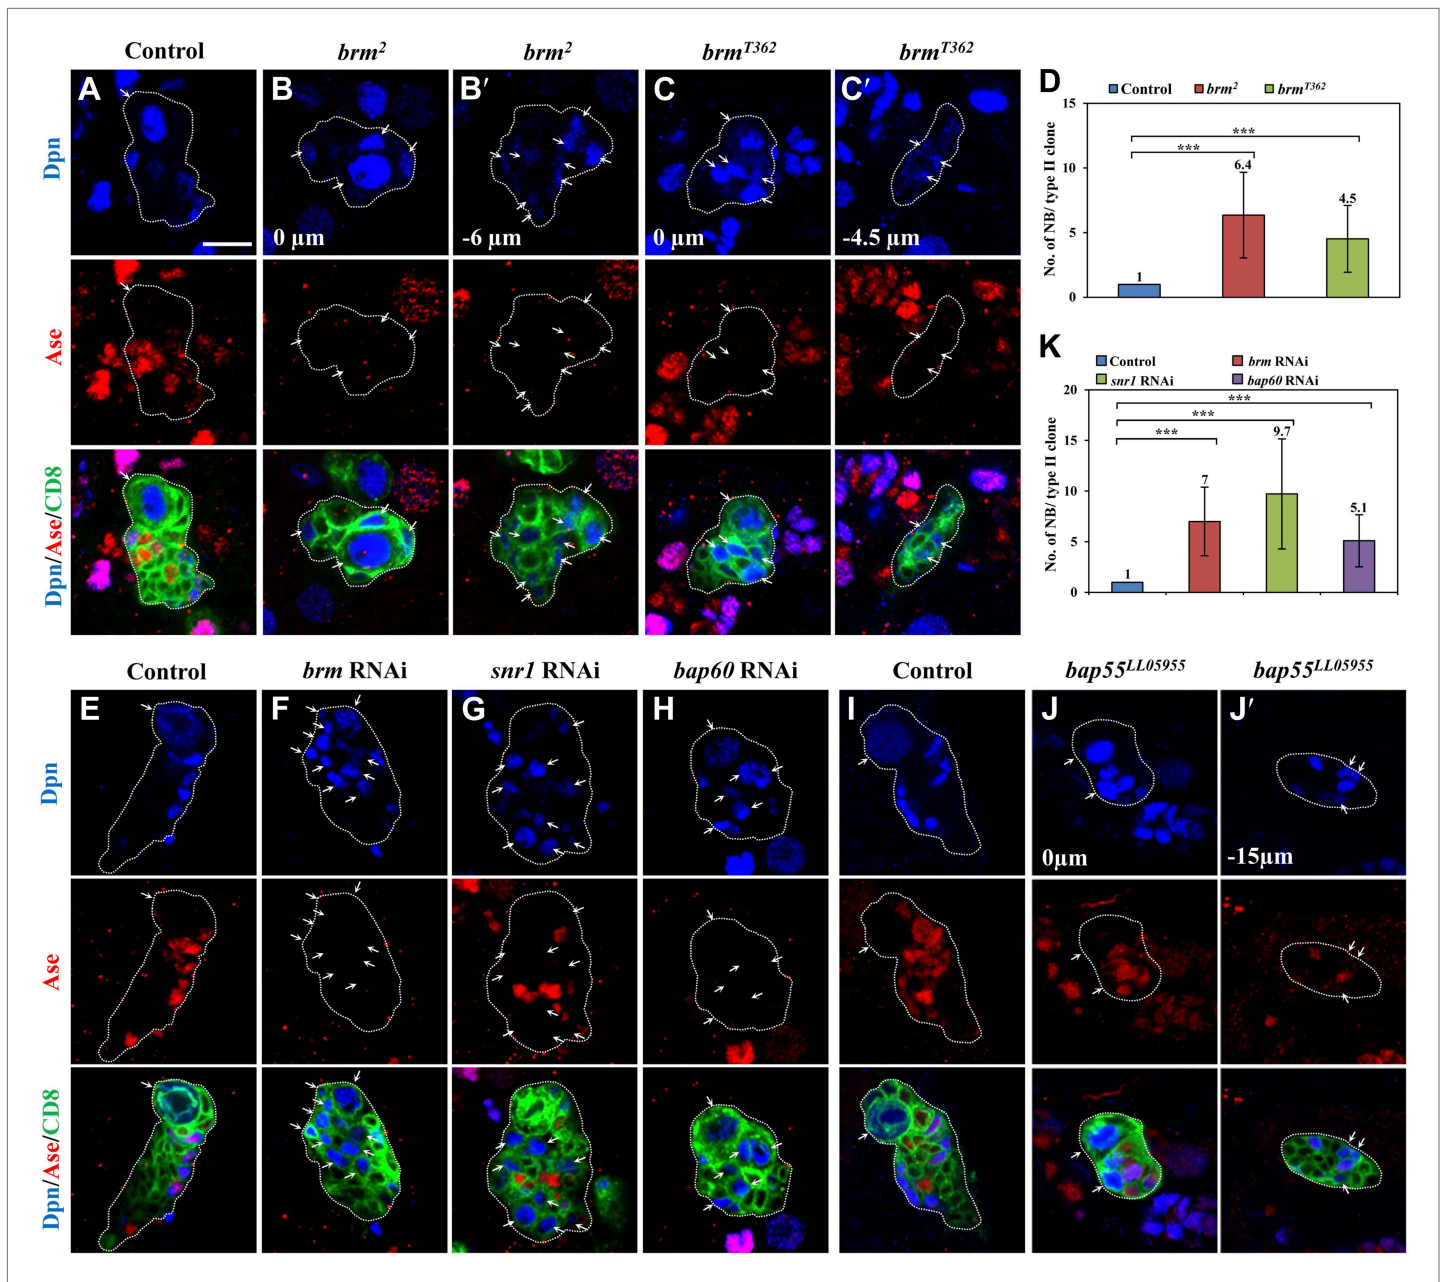 Control brm² brm² brmT362 brmT362
A B B′ C C′ D
Control brm² brmT362
Dpn
0 µm -6 µm 0 µm -4.5 µm
No. of NB/ type II clone
15
10
5
0
***
***
1 6.4 4.5
Ase
K
Control brm RNAi
snr1 RNAi bap60 RNAi
No. of NB/ type II clone
20
15
10
5
0
***
***
***
1 7 9.7 5.1
Dpn/Ase/CD8
Control brm RNAi snr1 RNAi bap60 RNAi Control bap55LL05955 bap55LL05955
E F G H I J J′
Dpn
0µm -15µm
Ase
Dpn/Ase/CD8